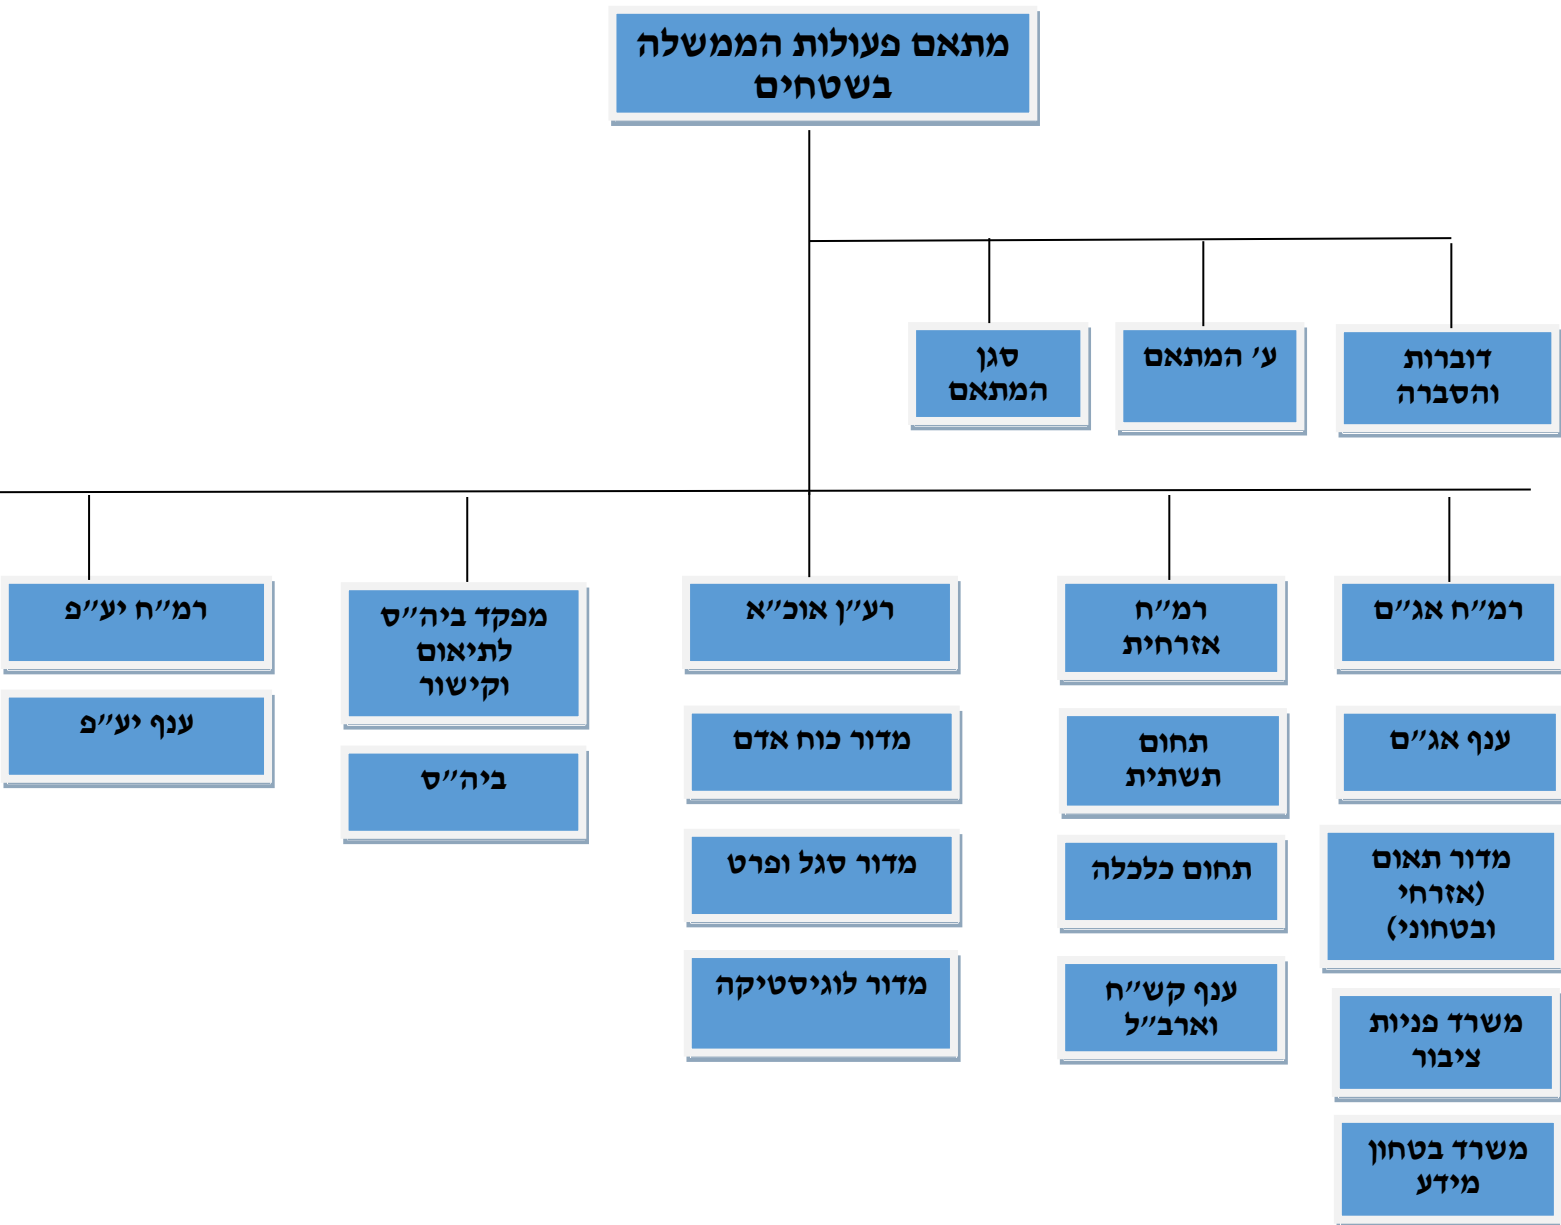 מתאם פעולות הממשלה
בשטחים
דוברות
והסברה
ע' המתאם
סגן
המתאם
רמ״ח אג״ם
ענף אג״ם
מדור תאום
(אזרחי
ובטחוני)
משרד פניות
ציבור
משרד בטחון
מידע
רמ״ח
אזרחית
תחום
תשתית
תחום כלכלה
ענף קש״ח
וארב״ל
רע״ן אוכ״א
מדור כוח אדם
מדור סגל ופרט
מדור לוגיסטיקה
מפקד ביה״ס
לתיאום
וקישור
ביה״ס
רמ״ח יע״פ
ענף יע״פ